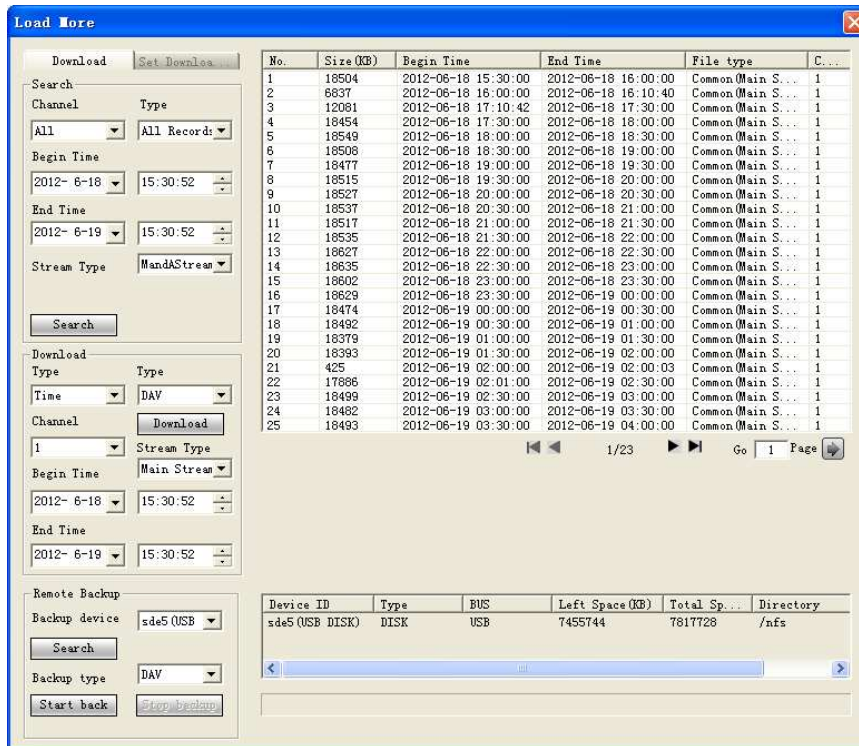 Load More
Download Set Downloa...
Search
Channel Type
All All Records
Begin Time
2012- 6-18 15:30:52
End Time
2012- 6-19 15:30:52
Stream Type MandAStream
Search
Download
Type Type
Time DAV
Channel Download
1 Stream Type
Begin Time Main Stream
2012- 6-18 15:30:52
End Time
2012- 6-19 15:30:52
Remote Backup
Backup device sde5(USB
Search
Backup type DAV
Start back Stop backup
No. Size(KB) Begin Time End Time File type C...
1 18504 2012-06-18 15:30:00 2012-06-18 16:00:00 Common(Main S... 1
2 6837 2012-06-18 16:00:00 2012-06-18 16:10:40 Common(Main S... 1
3 12081 2012-06-18 17:10:42 2012-06-18 17:30:00 Common(Main S... 1
4 18454 2012-06-18 17:30:00 2012-06-18 18:00:00 Common(Main S... 1
5 18549 2012-06-18 18:00:00 2012-06-18 18:30:00 Common(Main S... 1
6 18508 2012-06-18 18:30:00 2012-06-18 19:00:00 Common(Main S... 1
7 18477 2012-06-18 19:00:00 2012-06-18 19:30:00 Common(Main S... 1
8 18515 2012-06-18 19:30:00 2012-06-18 20:00:00 Common(Main S... 1
9 18527 2012-06-18 20:00:00 2012-06-18 20:30:00 Common(Main S... 1
10 18537 2012-06-18 20:30:00 2012-06-18 21:00:00 Common(Main S... 1
11 18517 2012-06-18 21:00:00 2012-06-18 21:30:00 Common(Main S... 1
12 18535 2012-06-18 21:30:00 2012-06-18 22:00:00 Common(Main S... 1
13 18627 2012-06-18 22:00:00 2012-06-18 22:30:00 Common(Main S... 1
14 18635 2012-06-18 22:30:00 2012-06-18 23:00:00 Common(Main S... 1
15 18602 2012-06-18 23:00:00 2012-06-18 23:30:00 Common(Main S... 1
16 18629 2012-06-18 23:30:00 2012-06-19 00:00:00 Common(Main S... 1
17 18474 2012-06-19 00:00:00 2012-06-19 00:30:00 Common(Main S... 1
18 18492 2012-06-19 00:30:00 2012-06-19 01:00:00 Common(Main S... 1
19 18379 2012-06-19 01:00:00 2012-06-19 01:30:00 Common(Main S... 1
20 18393 2012-06-19 01:30:00 2012-06-19 02:00:00 Common(Main S... 1
21 425 2012-06-19 02:00:00 2012-06-19 02:00:03 Common(Main S... 1
22 17886 2012-06-19 02:01:00 2012-06-19 02:30:00 Common(Main S... 1
23 18499 2012-06-19 02:30:00 2012-06-19 03:00:00 Common(Main S... 1
24 18482 2012-06-19 03:00:00 2012-06-19 03:30:00 Common(Main S... 1
25 18493 2012-06-19 03:30:00 2012-06-19 04:00:00 Common(Main S... 1
1/23 Go 1 Page
Device ID Type BUS Left Space(KB) Total Sp... Directory
sde5(USB DISK) DISK USB 7455744 7817728 /nfs